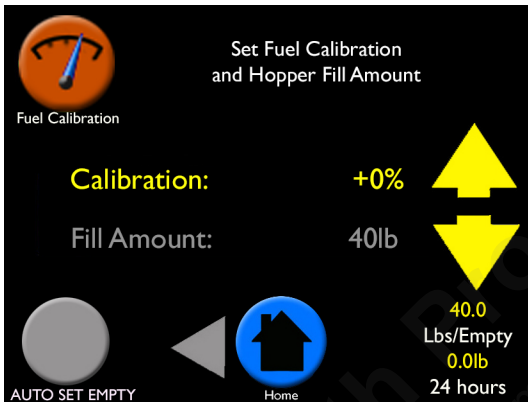 Set Fuel Calibration
and Hopper Fill Amount
Fuel Calibration
Calibration: +0%
Fill Amount: 40lb
40.0
Lbs/Empty
0.0lb
24 hours
AUTO SET EMPTY
Home